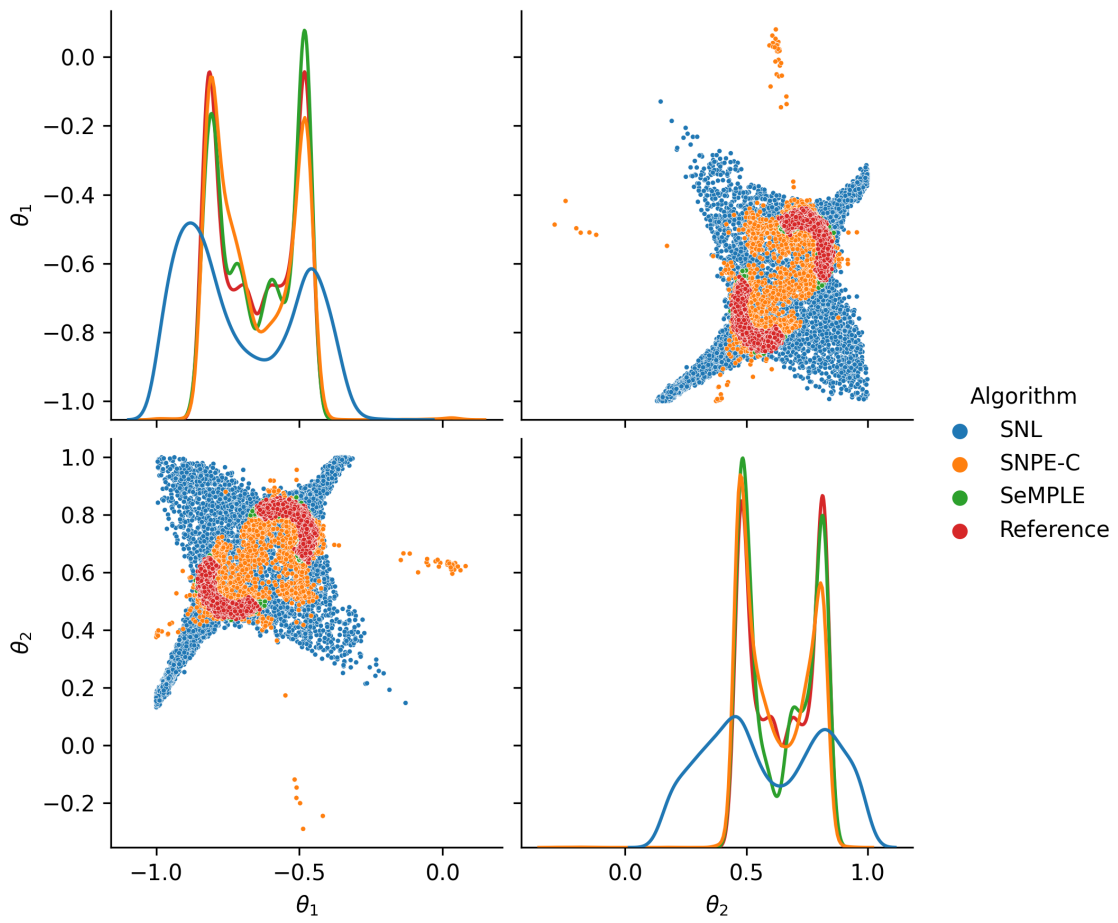 0.0
−0.2
−0.4
−0.6
−0.8
−1.0
θ1
1.0
0.8
0.6
0.4
0.2
0.0
−0.2
θ2
−1.0 −0.5 0.0
θ1
0.0 0.5 1.0
θ2
Algorithm
SNL
SNPE-C
SeMPLE
Reference